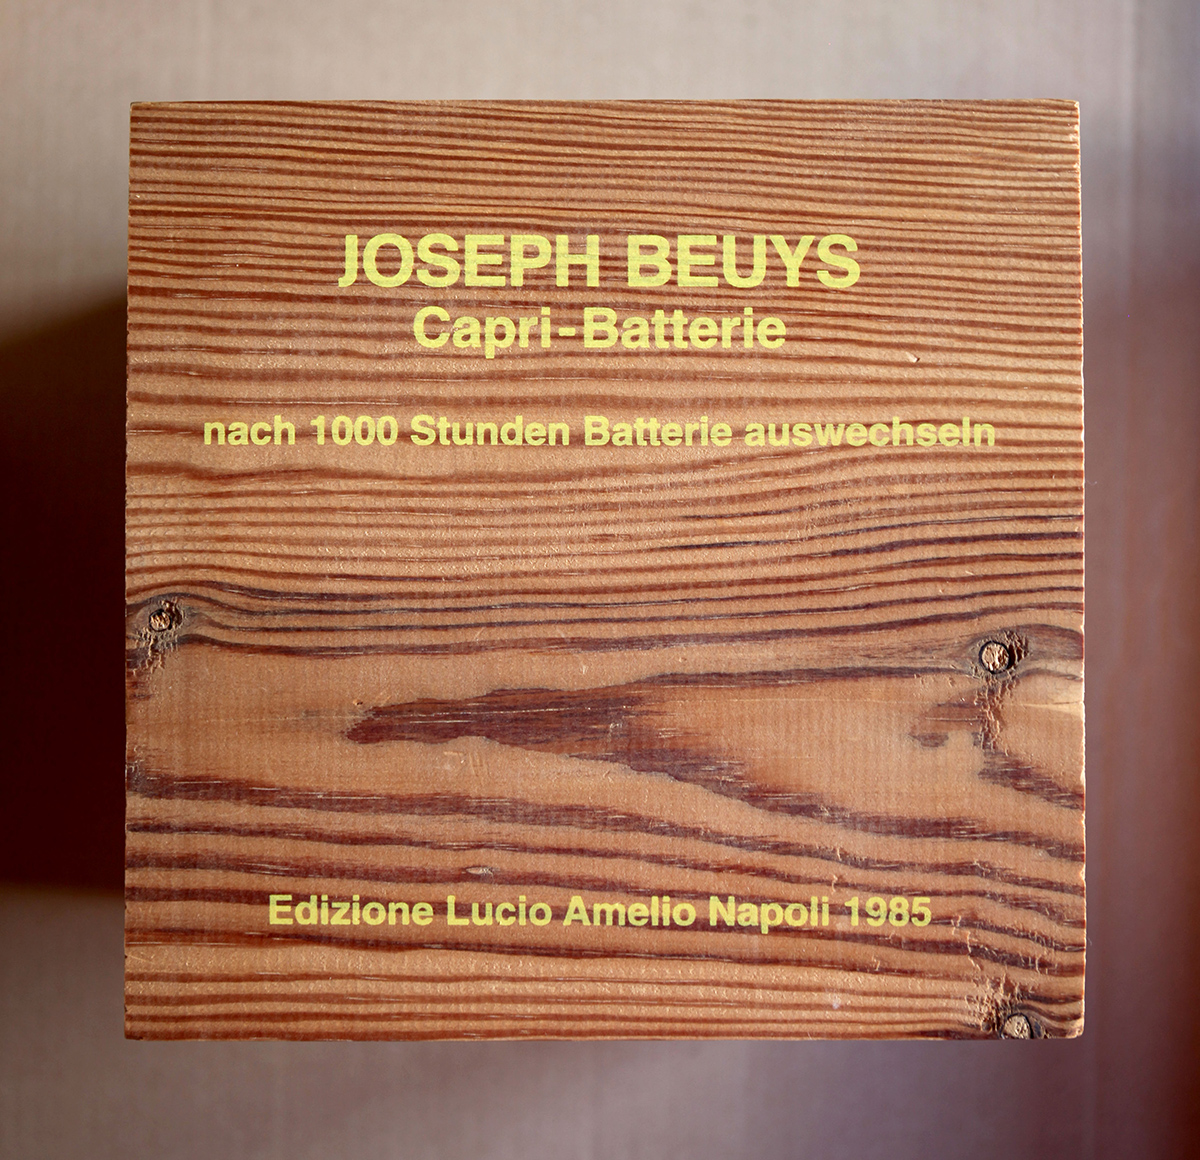 JOSEPH BEUYS
Capri-Batterie
nach 1000 Stunden Batterie auswechseln
Edizione Lucio Amelio Napoli 1985